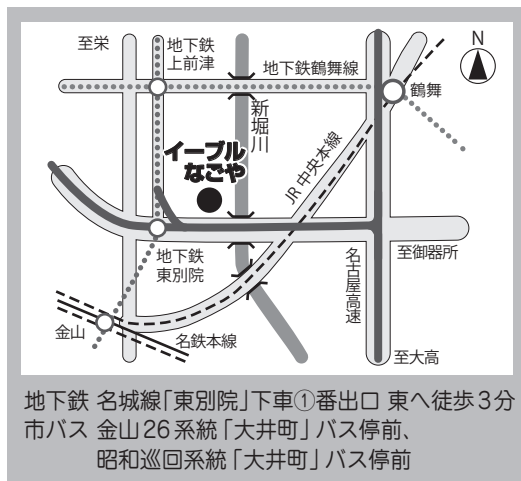 至栄
地下鉄
上前津
地下鉄鶴舞線
N
鶴舞
新堀川
イーブル
なごや
JR中央本線
地下鉄
東別院
名古屋高速
至御器所
金山
名鉄本線
至大高
地下鉄 名城線「東別院」下車①番出口 東へ徒歩3分
市バス 金山26系統「大井町」バス停前、
昭和巡回系統「大井町」バス停前